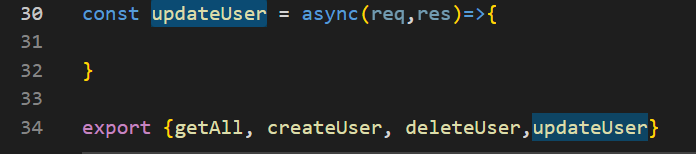 30 const updateUser = async(req,res)=>{
31
32 }
33
34 export {getAll, createUser, deleteUser,updateUser}